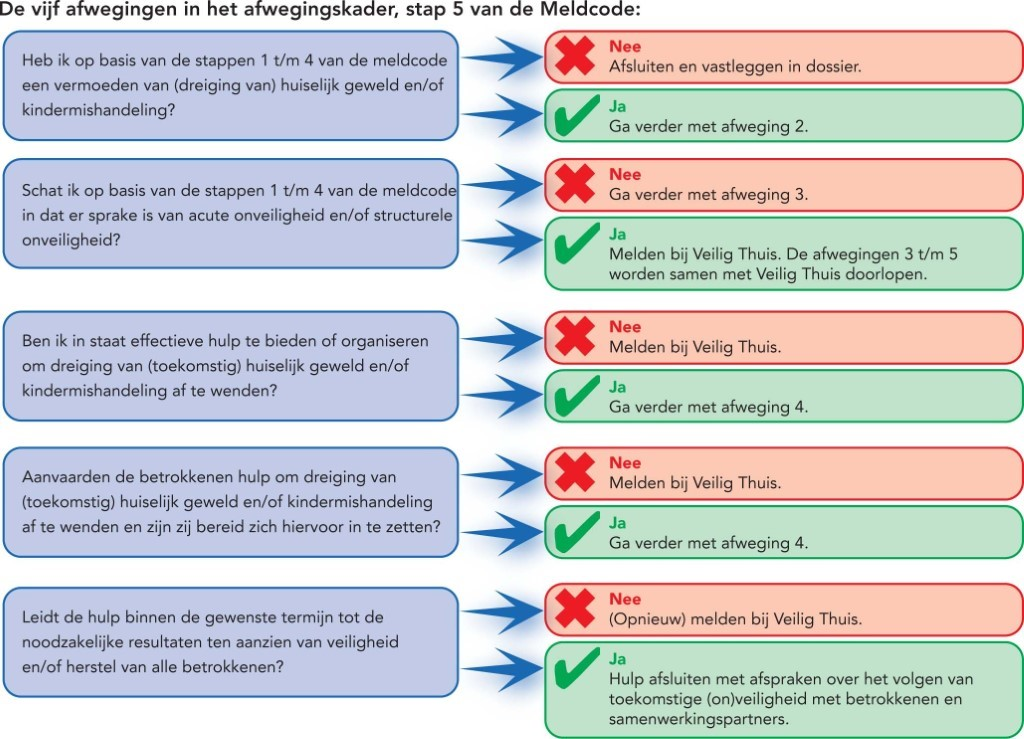 De vijf afwegingen in het afwegingskader, stap 5 van de Meldcode:
Heb ik op basis van de stappen 1 t/m 4 van de meldcode
een vermoeden van (dreiging van) huiselijk geweld en/of
kindermishandeling?
Nee
Afsluiten en vastleggen in dossier.
Ja
Ga verder met afweging 2.
Schat ik op basis van de stappen 1 t/m 4 van de meldcode
in dat er sprake is van acute onveiligheid en/of structurele
onveiligheid?
Nee
Ga verder met afweging 3.
Ja
Melden bij Veilig Thuis. De afwegingen 3 t/m 5
worden samen met Veilig Thuis doorlopen.
Ben ik in staat effectieve hulp te bieden of organiseren
om dreiging van (toekomstig) huiselijk geweld en/of
kindermishandeling af te wenden?
Nee
Melden bij Veilig Thuis.
Ja
Ga verder met afweging 4.
Aanvaarden de betrokkenen hulp om dreiging van
(toekomstig) huiselijk geweld en/of kindermishandeling
af te wenden en zijn zij bereid zich hiervoor in te zetten?
Nee
Melden bij Veilig Thuis.
Ja
Ga verder met afweging 4.
Leidt de hulp binnen de gewenste termijn tot de
noodzakelijke resultaten ten aanzien van veiligheid
en/of herstel van alle betrokkenen?
Nee
(Opnieuw) melden bij Veilig Thuis.
Ja
Hulp afsluiten met afspraken over het volgen van
toekomstige (on)veiligheid met betrokkenen en
samenwerkingspartners.